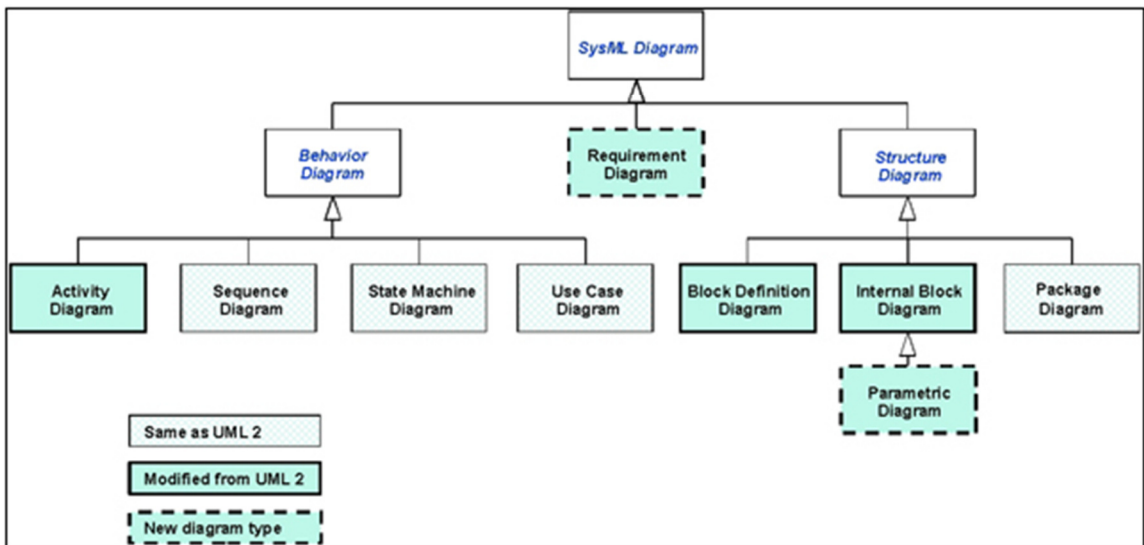 SysML Diagram
Behavior
Diagram
Requirement
Diagram
Structure
Diagram
Activity
Diagram
Sequence
Diagram
State Machine
Diagram
Use Case
Diagram
Block Definition
Diagram
Internal Block
Diagram
Package
Diagram
Parametric
Diagram
Same as UML 2
Modified from UML 2
New diagram type